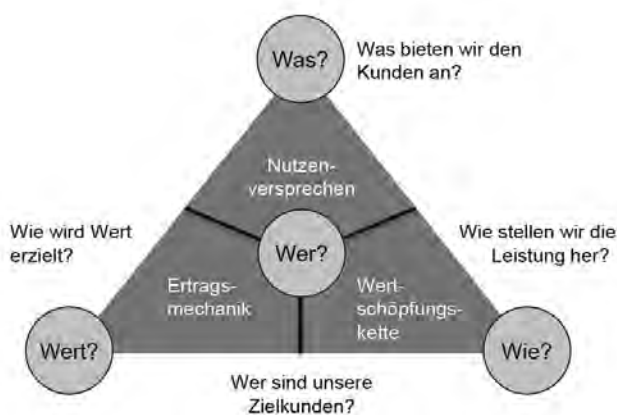 Was?
Was bieten wir den
Kunden an?
Nutzen-
versprechen
Wie wird Wert
erzielt?
Wer?
Wie stellen wir die
Leistung her?
Ertrags-
mechanik
Wert-
schöpfungs-
kette
Wert?
Wie?
Wer sind unsere
Zielkunden?